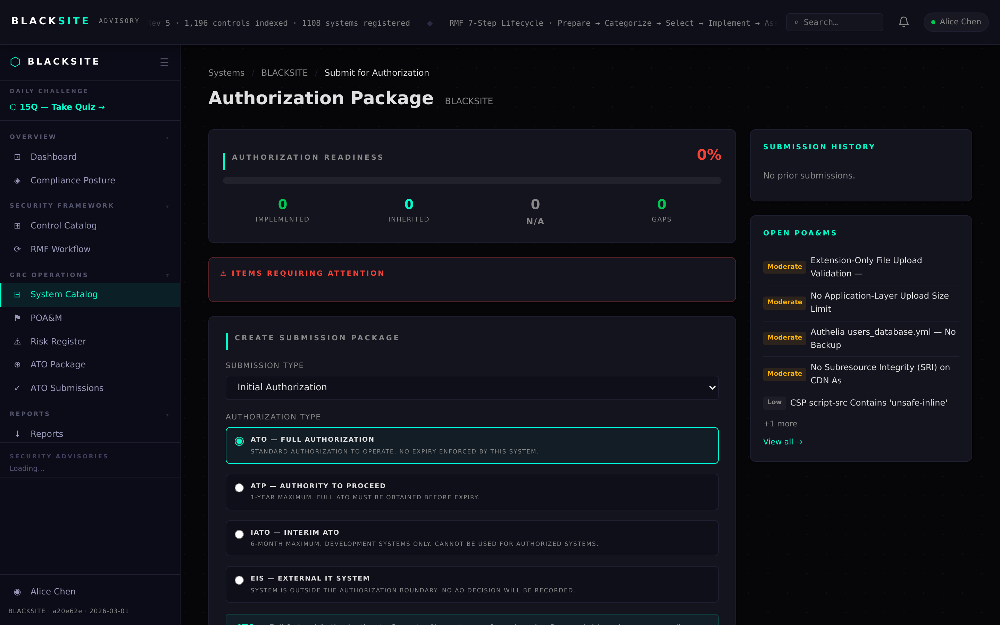 BLACKSITE ADVISORY
Rev 5 · 1,196 controls indexed · 1108 systems registered ◆ RMF 7-Step Lifecycle · Prepare → Categorize → Select → Implement →
Search…
Alice Chen
BLACKSITE
DAILY CHALLENGE
15Q — Take Quiz →
OVERVIEW
Dashboard
Compliance Posture
SECURITY FRAMEWORK
Control Catalog
RMF Workflow
GRC OPERATIONS
System Catalog
POA&M
Risk Register
ATO Package
ATO Submissions
REPORTS
Reports
SECURITY ADVISORIES
Loading…
Alice Chen
BLACKSITE · a20e62e · 2026-03-01
Systems / BLACKSITE / Submit for Authorization
Authorization Package BLACKSITE
AUTHORIZATION READINESS
0%
0 0 0 0
IMPLEMENTED INHERITED N/A GAPS
⚠ ITEMS REQUIRING ATTENTION
CREATE SUBMISSION PACKAGE
SUBMISSION TYPE
Initial Authorization
AUTHORIZATION TYPE
ATO — FULL AUTHORIZATION
STANDARD AUTHORIZATION TO OPERATE. NO EXPIRY ENFORCED BY THIS SYSTEM.
ATP — AUTHORITY TO PROCEED
1-YEAR MAXIMUM. FULL ATO MUST BE OBTAINED BEFORE EXPIRY.
IATO — INTERIM ATO
6-MONTH MAXIMUM. DEVELOPMENT SYSTEMS ONLY. CANNOT BE USED FOR AUTHORIZED SYSTEMS.
EIS — EXTERNAL IT SYSTEM
SYSTEM IS OUTSIDE THE AUTHORIZATION BOUNDARY. NO AO DECISION WILL BE RECORDED.
SUBMISSION HISTORY
No prior submissions.
OPEN POA&MS
Moderate Extension-Only File Upload
Validation —
Moderate No Application-Layer Upload Size
Limit
Moderate Authelia users_database.yml — No
Backup
Moderate No Subresource Integrity (SRI) on
CDN As
Low CSP script-src Contains 'unsafe-inline'
+1 more
View all →